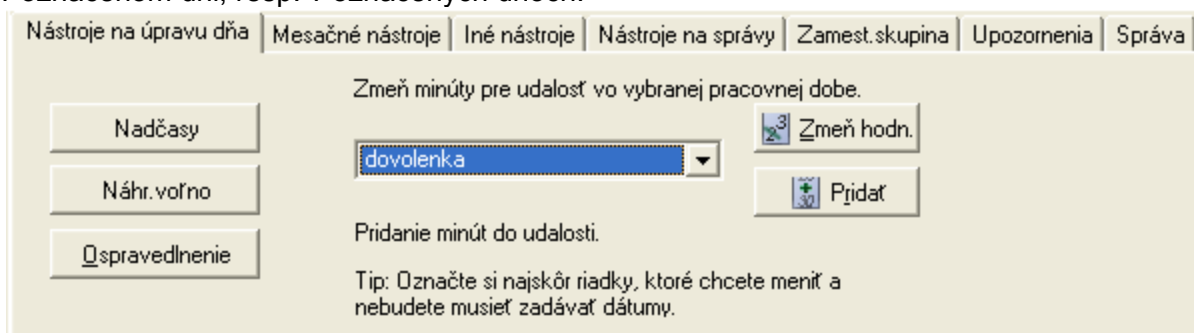 Nástroje na úpravu dňa Mesačné nástroje Iné nástroje Nástroje na správy Zamest.skupina Upozornenia Správa
Zmeň minúty pre udalosť vo vybranej pracovnej dobe.
Nadčasy
Zmeň hodn.
dovolenka
Náhr.voľno
Pridať
Pridanie minút do udalosti.
Ospravedlnenie
Tip: Označte si najskôr riadky, ktoré chcete meniť a
nebudete musieť zadávať dátumy.